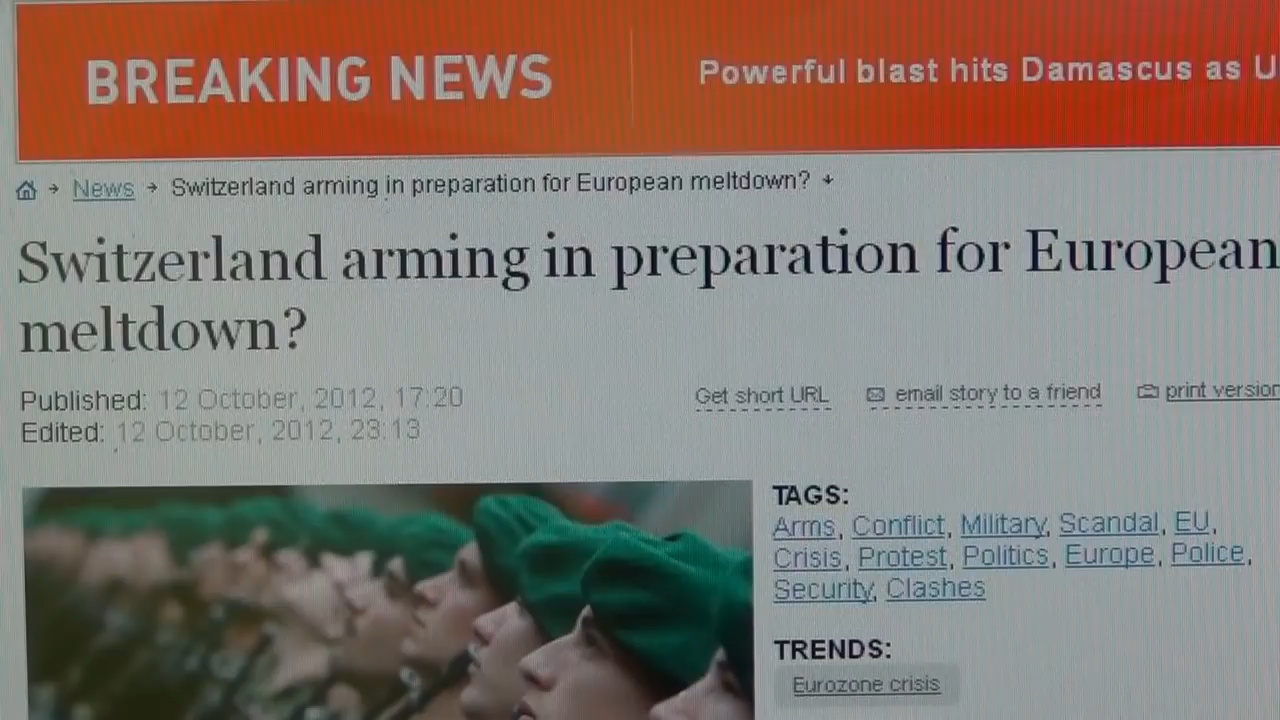 BREAKING NEWS
Powerful blast hits Damascus as U
News Switzerland arming in preparation for European meltdown?
Switzerland arming in preparation for European
meltdown?
Published: 12 October, 2012, 17:20
Edited: 12 October, 2012, 23:13
Get short URL email story to a friend print version
TAGS:
Arms, Conflict, Military, Scandal, EU,
Crisis, Protest, Politics, Europe, Police,
Security, Clashes
TRENDS:
Eurozone crisis